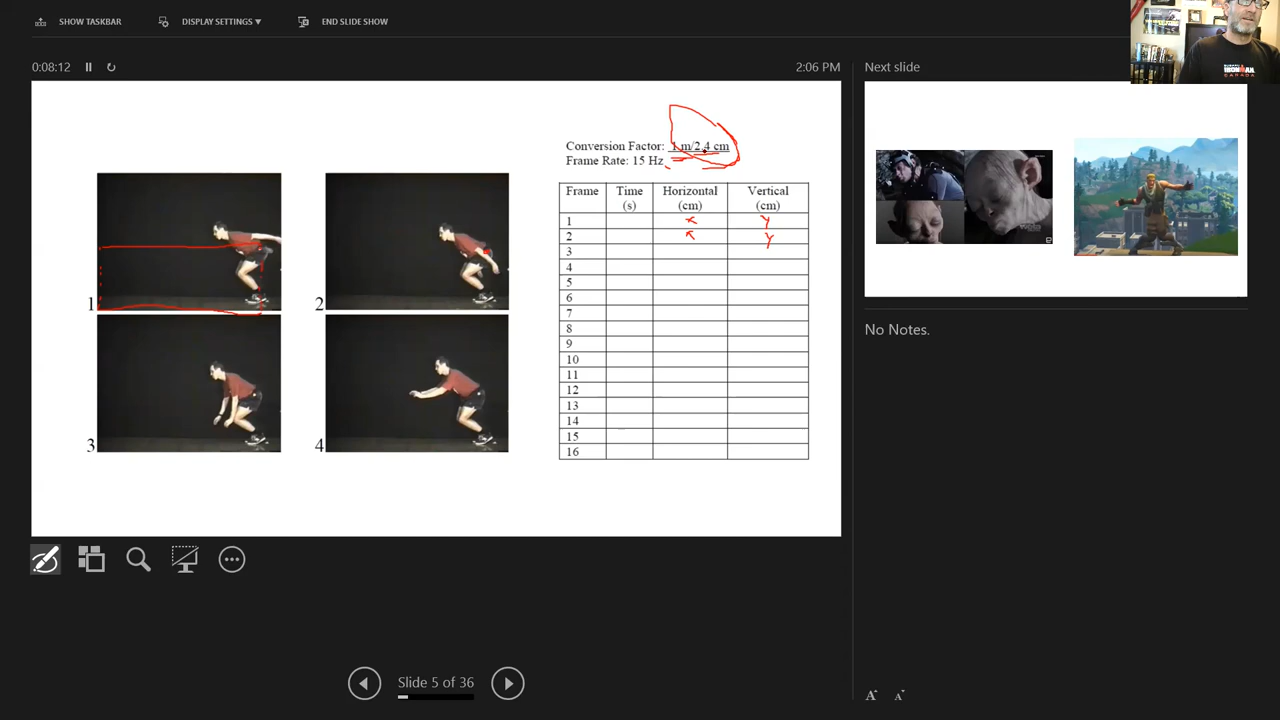 SHOW TASKBAR
DISPLAY SETTINGS
END SLIDE SHOW
0:08:12
2:06 PM
Next slide
Conversion Factor: 1 m/2.4 cm
Frame Rate: 15 Hz
Frame Time (s) Horizontal (cm) Vertical (cm)
1 x y
2 x y
3
4
5
6
7
8
9
10
11
12
13
14
15
16
1
2
3
4
No Notes.
IRONMAN
CANADA
Slide 5 of 36
A
A